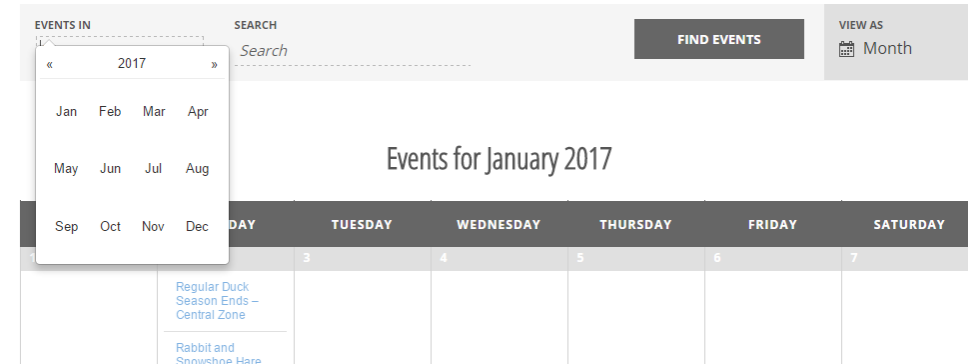 EVENTS IN
SEARCH
VIEW AS
Search
FIND EVENTS
Month
« 2017 »
Jan Feb Mar Apr
May Jun Jul Aug
Sep Oct Nov Dec
Events for January 2017
DAY TUESDAY WEDNESDAY THURSDAY FRIDAY SATURDAY
1 3 4 5 6 7
Regular Duck
Season Ends –
Central Zone
Rabbit and
Snowshoe Hare